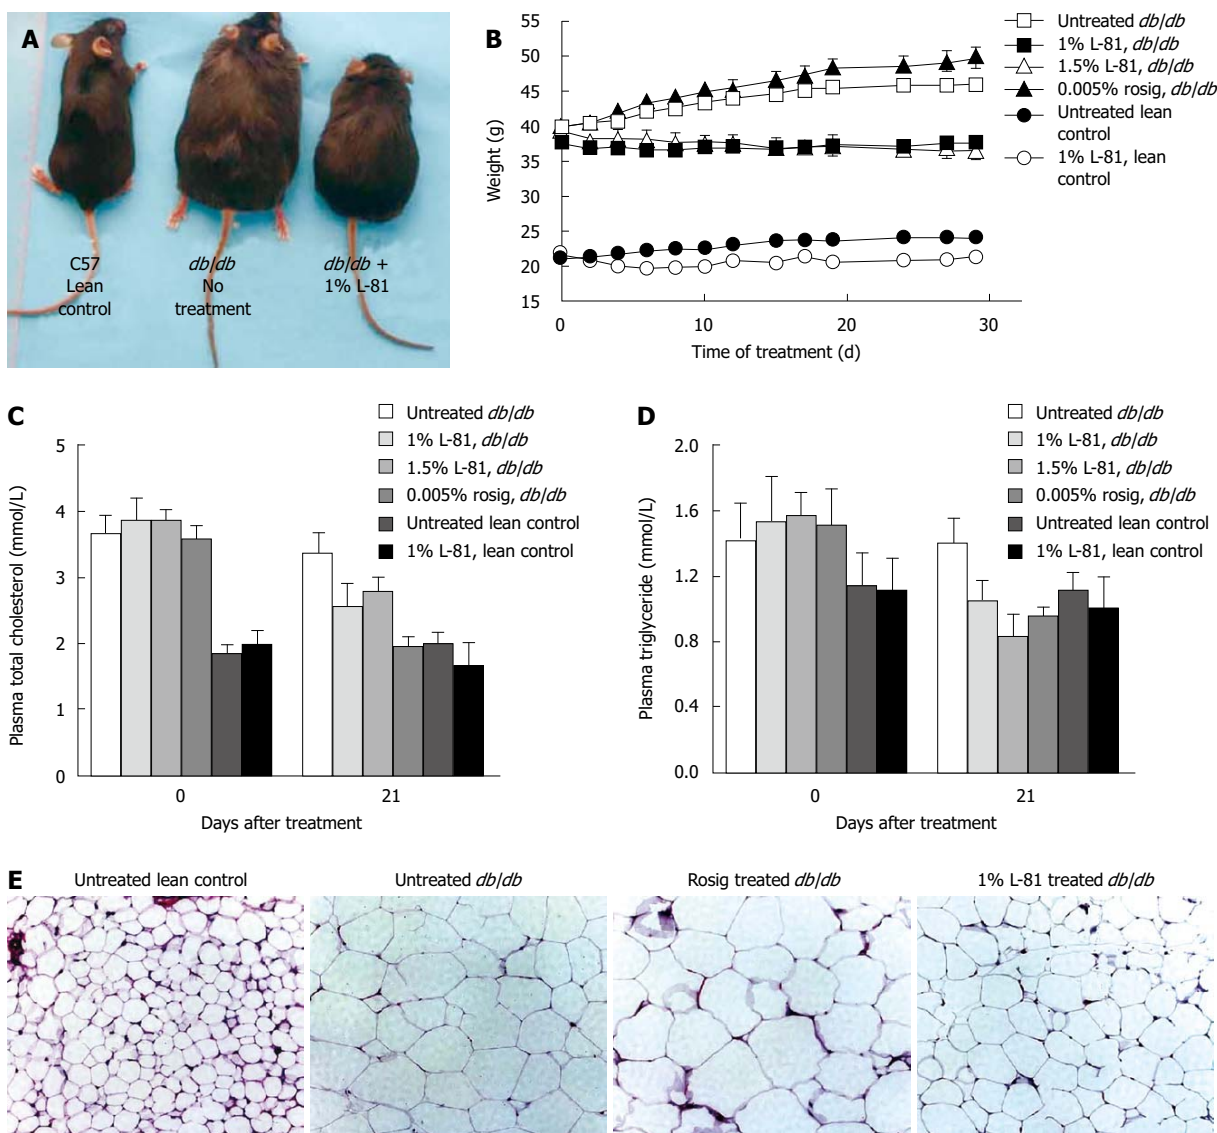 A
C57
Lean
control
db/db
No
treatment
db/db +
1% L-81
B
Weight (g)
55
50
45
40
35
30
25
20
15
0
10
20
30
Time of treatment (d)
Untreated db/db
1% L-81, db/db
1.5% L-81, db/db
0.005% rosig, db/db
Untreated lean
control
1% L-81, lean
control
C
Plasma total cholesterol (mmol/L)
5
4
3
2
1
0
0
21
Days after treatment
Untreated db/db
1% L-81, db/db
1.5% L-81, db/db
0.005% rosig, db/db
Untreated lean control
1% L-81, lean control
D
Plasma triglyceride (mmol/L)
2.0
1.6
1.2
0.8
0.4
0.0
0
21
Days after treatment
Untreated db/db
1% L-81, db/db
1.5% L-81, db/db
0.005% rosig, db/db
Untreated lean control
1% L-81, lean control
E
Untreated lean control
Untreated db/db
Rosig treated db/db
1% L-81 treated db/db